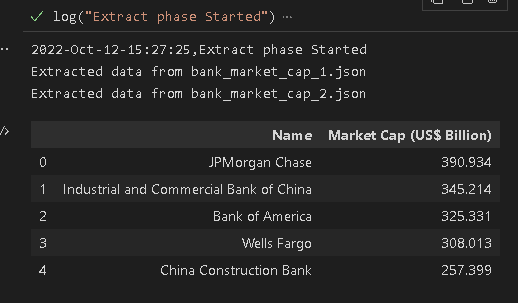 log("Extract phase Started") ...
2022-Oct-12-15:27:25,Extract phase Started
Extracted data from bank_market_cap_1.json
Extracted data from bank_market_cap_2.json
Name Market Cap (US$ Billion)
0 JPMorgan Chase 390.934
1 Industrial and Commercial Bank of China 345.214
2 Bank of America 325.331
3 Wells Fargo 308.013
4 China Construction Bank 257.399